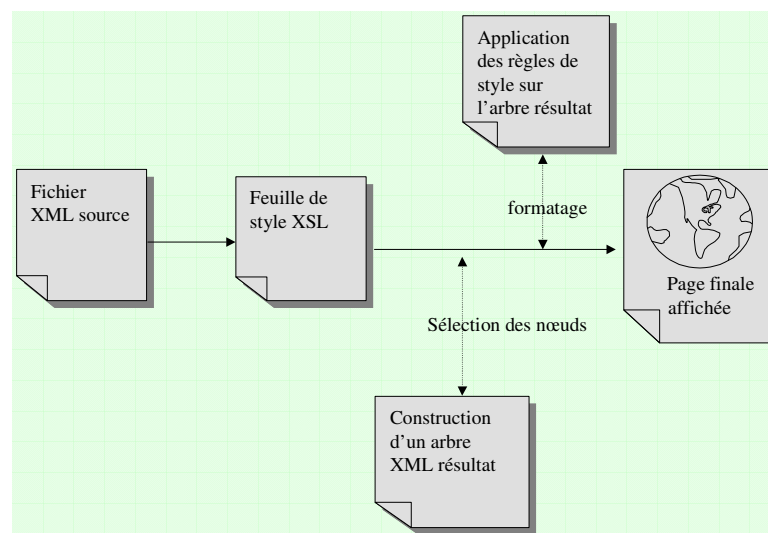 Application
des règles de
style sur
l'arbre résultat
Fichier
XML source
Feuille de
style XSL
formatage
Page finale
affichée
Sélection des nœuds
Construction
d'un arbre
XML résultat